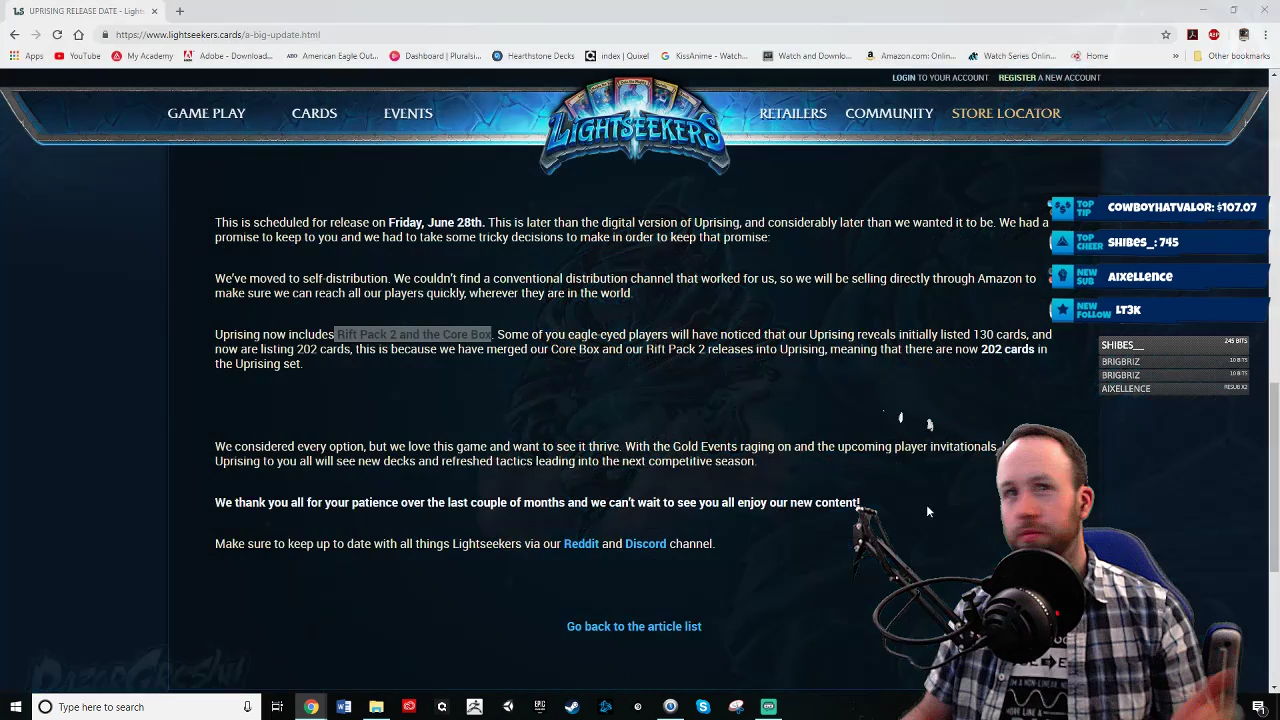 UPRISING RELEASE DATE - Lights
https://www.lightseekers.cards/a-big-update.html
Apps YouTube My Academy Adobe - Download... American Eagle Out... Dashboard | Pluralsi... Hearthstone Decks index | Quixel KissAnime - Watch... Watch and Downlo... Amazon.com: Onlin... Watch Series Onlin... Home » Other bookmarks
LOGIN TO YOUR ACCOUNT REGISTER A NEW ACCOUNT
GAME PLAY CARDS EVENTS LIGHTSEEKERS RETAILERS COMMUNITY STORE LOCATOR
This is scheduled for release on Friday, June 28th. This is later than the digital version of Uprising, and considerably later than we wanted it to be. We had a
promise to keep to you and we had to take some tricky decisions to make in order to keep that promise:
We've moved to self-distribution. We couldn't find a conventional distribution channel that worked for us, so we will be selling directly through Amazon to
make sure we can reach all our players quickly, wherever they are in the world.
Uprising now includes Rift Pack 2 and the Core Box. Some of you eagle-eyed players will have noticed that our Uprising reveals initially listed 130 cards, and
now are listing 202 cards, this is because we have merged our Core Box and our Rift Pack 2 releases into Uprising, meaning that there are now 202 cards in
the Uprising set.
We considered every option, but we love this game and want to see it thrive. With the Gold Events raging on and the upcoming player invitationals,
Uprising to you all will see new decks and refreshed tactics leading into the next competitive season.
We thank you all for your patience over the last couple of months and we can't wait to see you all enjoy our new content!
Make sure to keep up to date with all things Lightseekers via our Reddit and Discord channel.
Go back to the article list
TOP TIP COWBOYHATVALOR: $107.07
TOP CHEER SHIBES_: 745
NEW SUB AIXELLENCE
NEW FOLLOW LT3K
SHIBES__ 245 BITS
BRIGBRIZ 10 BITS
BRIGBRIZ 10 BITS
AIXELLENCE RESUB X2
Type here to search